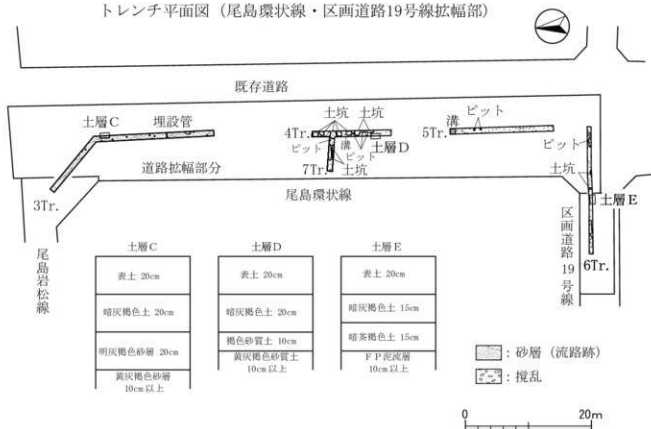 トレンチ平面図（尾島環状線・区画道路19号線拡幅部）
既存道路
土層C
埋設管
土坑
土坑
ピット
4Tr.
5Tr.
溝
ピット
溝
土層D
ピット
ピット
道路拡幅部分
7Tr.
土坑
土坑
3Tr.
尾島環状線
土層E
尾島岩松線
区画道路19号線
6Tr.
土層C
表土 20cm
暗灰褐色土 20cm
明灰褐色砂層 20cm
黄灰褐色砂層
10cm以上
土層D
表土 20cm
暗灰褐色土 20cm
褐色砂質土 10cm
黄灰褐色砂質土
10cm以上
土層E
表土 20cm
暗灰褐色土 15cm
暗茶褐色土 15cm
ＦＰ泥流層
10cm以上
：砂層（流路跡）
：撹乱
0
20m